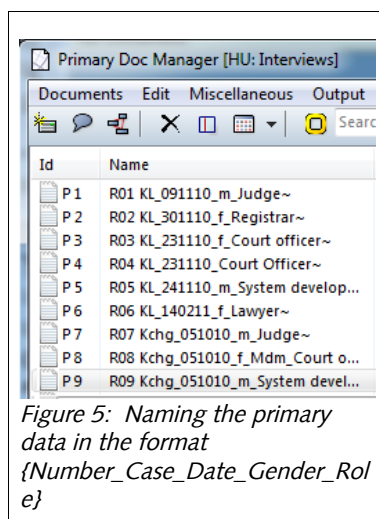 Primary Doc Manager [HU: Interviews]
Documents Edit Miscellaneous Output
Searc
Id Name
P 1 R01 KL_091110_m_Judge~
P 2 R02 KL_301110_f_Registrar~
P 3 R03 KL_231110_f_Court officer~
P 4 R04 KL_231110_Court Officer~
P 5 R05 KL_241110_m_System develop...
P 6 R06 KL_140211_f_Lawyer~
P 7 R07 Kchg_051010_m_Judge~
P 8 R08 Kchg_051010_f_Mdm_Court o...
P 9 R09 Kchg_051010_m_System devel...
Figure 5: Naming the primary
data in the format
{Number_Case_Date_Gender_Rol
e}